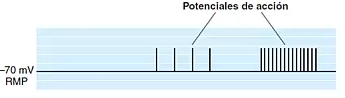 Potenciales de acción
–70 mV
RMP